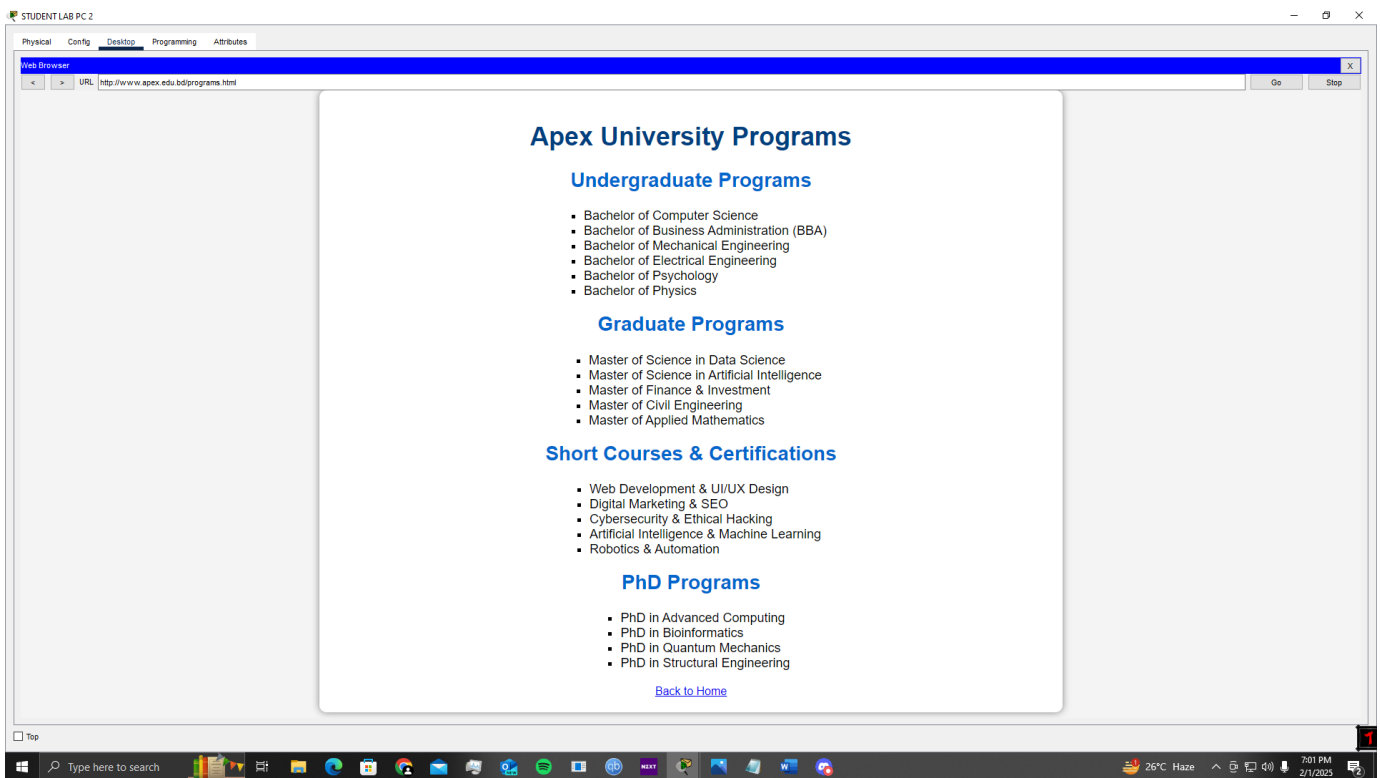 STUDENT LAB PC 2
Physical Config Desktop Programming Attributes
Web Browser
X
< > URL http://www.apex.edu.bd/programs.html Go Stop
Apex University Programs
Undergraduate Programs
Bachelor of Computer Science
Bachelor of Business Administration (BBA)
Bachelor of Mechanical Engineering
Bachelor of Electrical Engineering
Bachelor of Psychology
Bachelor of Physics
Graduate Programs
Master of Science in Data Science
Master of Science in Artificial Intelligence
Master of Finance & Investment
Master of Civil Engineering
Master of Applied Mathematics
Short Courses & Certifications
Web Development & UI/UX Design
Digital Marketing & SEO
Cybersecurity & Ethical Hacking
Artificial Intelligence & Machine Learning
Robotics & Automation
PhD Programs
PhD in Advanced Computing
PhD in Bioinformatics
PhD in Quantum Mechanics
PhD in Structural Engineering
Back to Home
Top
Type here to search
qb
NZXT
W
26°C Haze
7:01 PM
2/1/2025
2